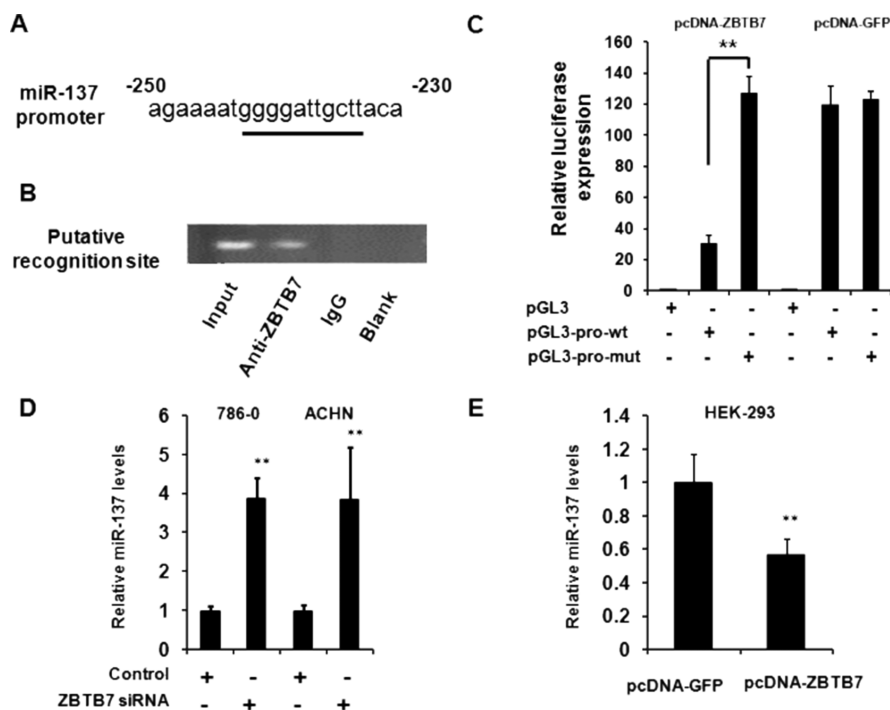 A
-250 -230
miR-137 promoter
agaaaatggggattgcttaca
B
Putative recognition site
Input
Anti-ZBTB7
IgG
Blank
C
pcDNA-ZBTB7 pcDNA-GFP
**
Relative luciferase expression
160
140
120
100
80
60
40
20
0
pGL3 + - - + - -
pGL3-pro-wt - + - - + -
pGL3-pro-mut - - + - - +
D
786-0 ACHN
** **
Relative miR-137 levels
6
5
4
3
2
1
0
Control + - + -
ZBTB7 siRNA - + - +
E
HEK-293
**
Relative miR-137 levels
1.4
1.2
1
0.8
0.6
0.4
0.2
0
pcDNA-GFP pcDNA-ZBTB7